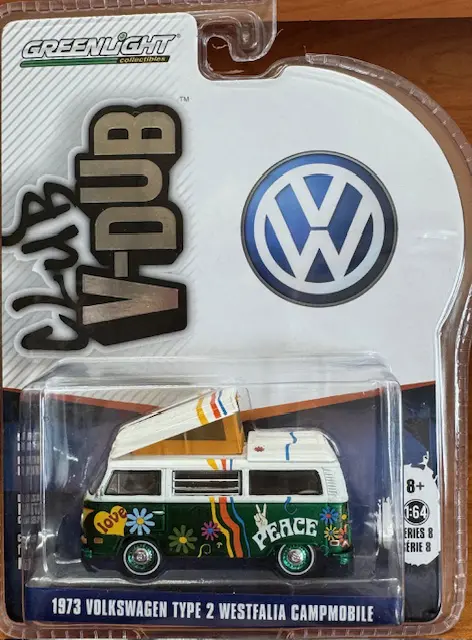 GREENLIGHT
collectibles
Club
V-DUB
TM
VW
8+
1:64
SERIES 8
SÉRIE 8
love
PEACE
1973 VOLKSWAGEN TYPE 2 WESTFALIA CAMPMOBILE